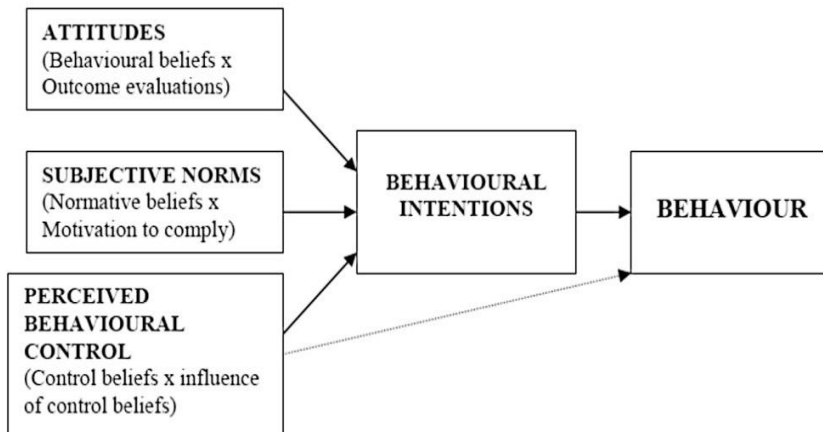 ATTITUDES
(Behavioural beliefs x
Outcome evaluations)
SUBJECTIVE NORMS
(Normative beliefs x
Motivation to comply)
PERCEIVED
BEHAVIOURAL
CONTROL
(Control beliefs x influence
of control beliefs)
BEHAVIOURAL
INTENTIONS
BEHAVIOUR